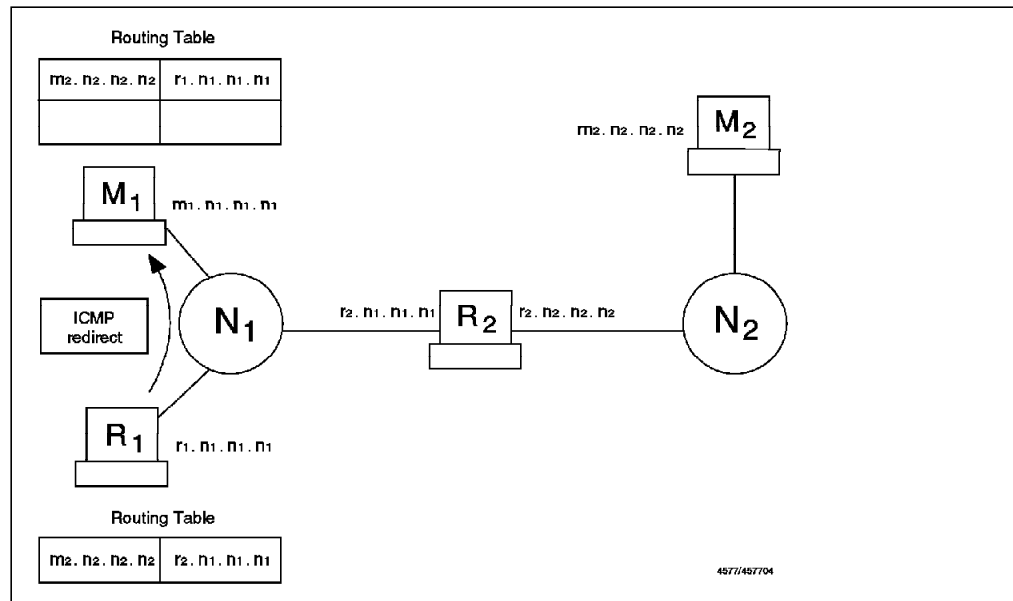 Routing Table
m₂. n₂. n₂. n₂ r₁. n₁. n₁. n₁
M₁
m₁. n₁. n₁. n₁
M₂
m₂. n₂. n₂. n₂
ICMP
redirect
N₁
r₂. n₁. n₁. n₁
R₂
r₂. n₂. n₂. n₂
N₂
R₁
r₁. n₁. n₁. n₁
Routing Table
m₂. n₂. n₂. n₂ r₂. n₁. n₁. n₁
4577/457704